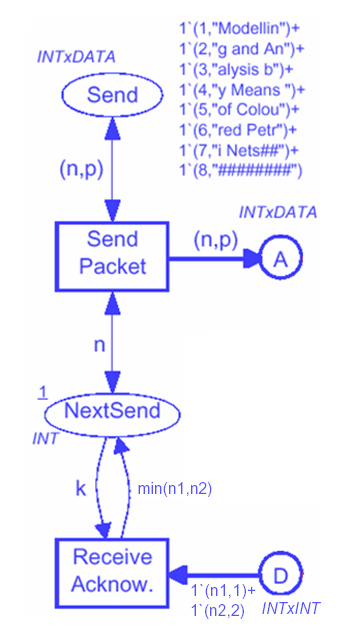 INTxDATA
Send
1`(1,"Modellin")+
1`(2,"g and An")+
1`(3,"alysis b")+
1`(4,"y Means ")+
1`(5,"of Colou")+
1`(6,"red Petr")+
1`(7,"i Nets##")+
1`(8,"########")
(n,p)
INTxDATA
Send
Packet
(n,p)
A
n
1
NextSend
INT
k
min(n1,n2)
Receive
Acknow.
D
1`(n1,1)+
1`(n2,2)
INTxINT